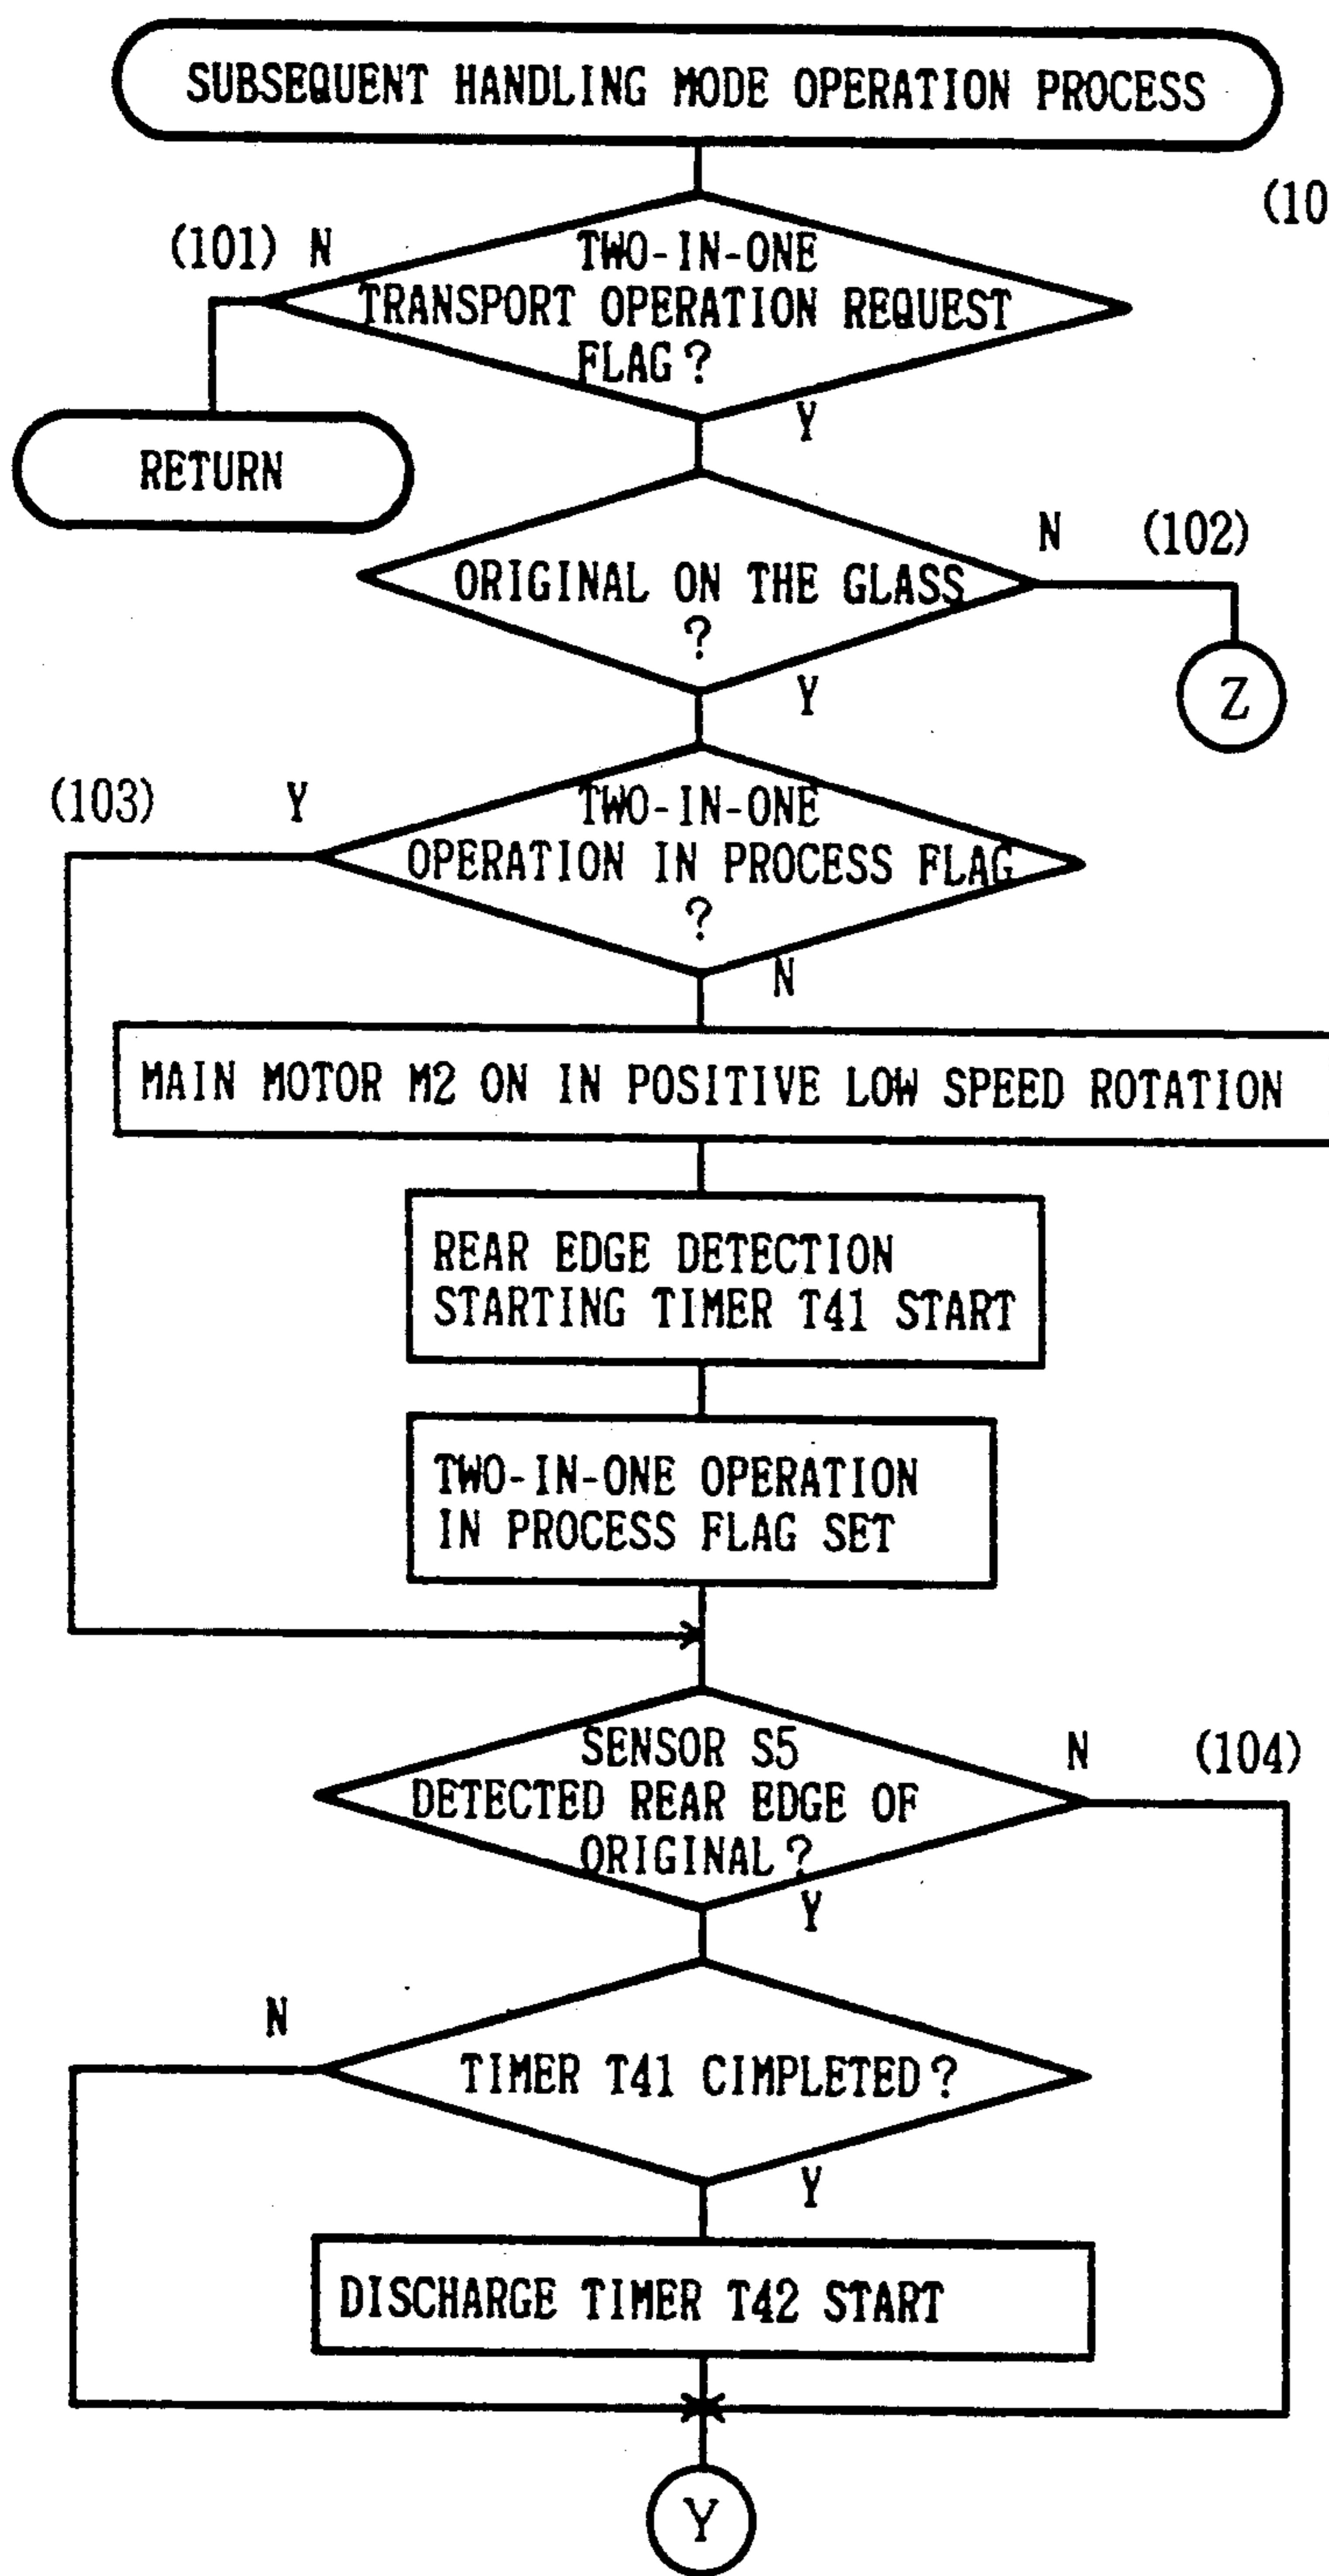 SUBSEQUENT HANDLING MODE OPERATION PROCESS
(10
(101) N
TWO-IN-ONE
TRANSPORT OPERATION REQUEST
FLAG?
Y
RETURN
N (102)
ORIGINAL ON THE GLASS
?
Y
Z
(103) Y
TWO-IN-ONE
OPERATION IN PROCESS FLAG
?
N
MAIN MOTOR M2 ON IN POSITIVE LOW SPEED ROTATION
REAR EDGE DETECTION
STARTING TIMER T41 START
TWO-IN-ONE OPERATION
IN PROCESS FLAG SET
SENSOR S5
DETECTED REAR EDGE OF
ORIGINAL?
N (104)
Y
N
TIMER T41 CIMPLETED?
Y
DISCHARGE TIMER T42 START
Y